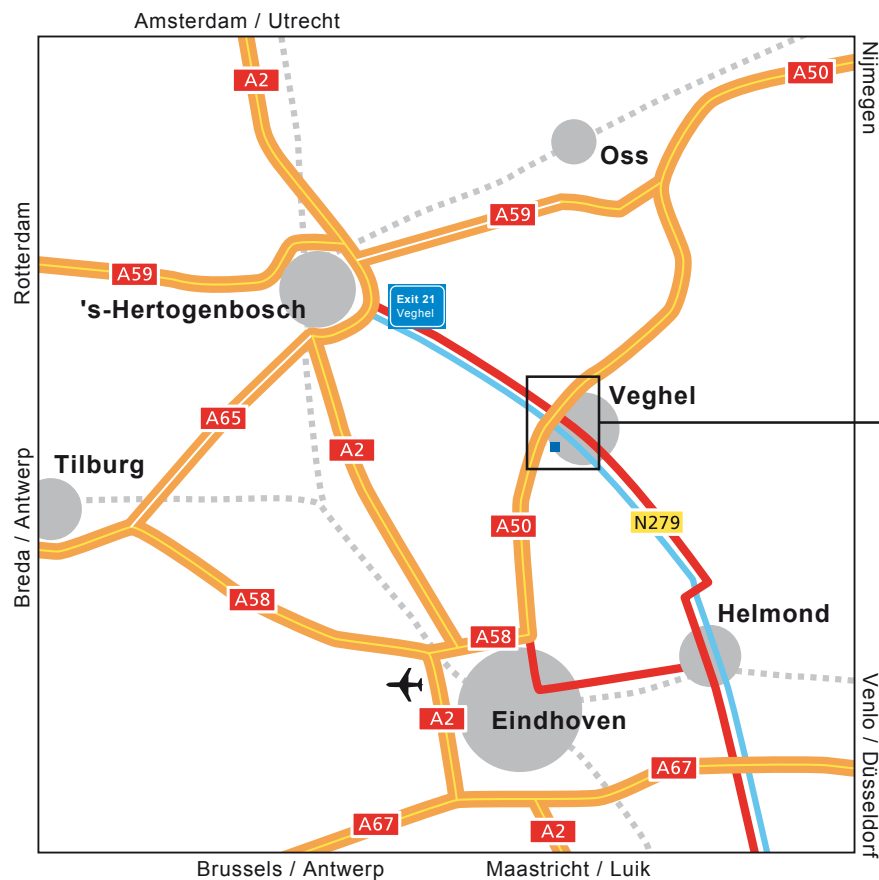 Amsterdam / Utrecht
A2
A50
Nijmegen
Oss
A59
Rotterdam
A59
Exit 21
Veghel
's-Hertogenbosch
Veghel
A65
A2
Tilburg
A50
N279
Breda / Antwerp
A58
Helmond
A58
Eindhoven
A2
Venlo / Düsseldorf
A67
A67
A2
Brussels / Antwerp
Maastricht / Luik